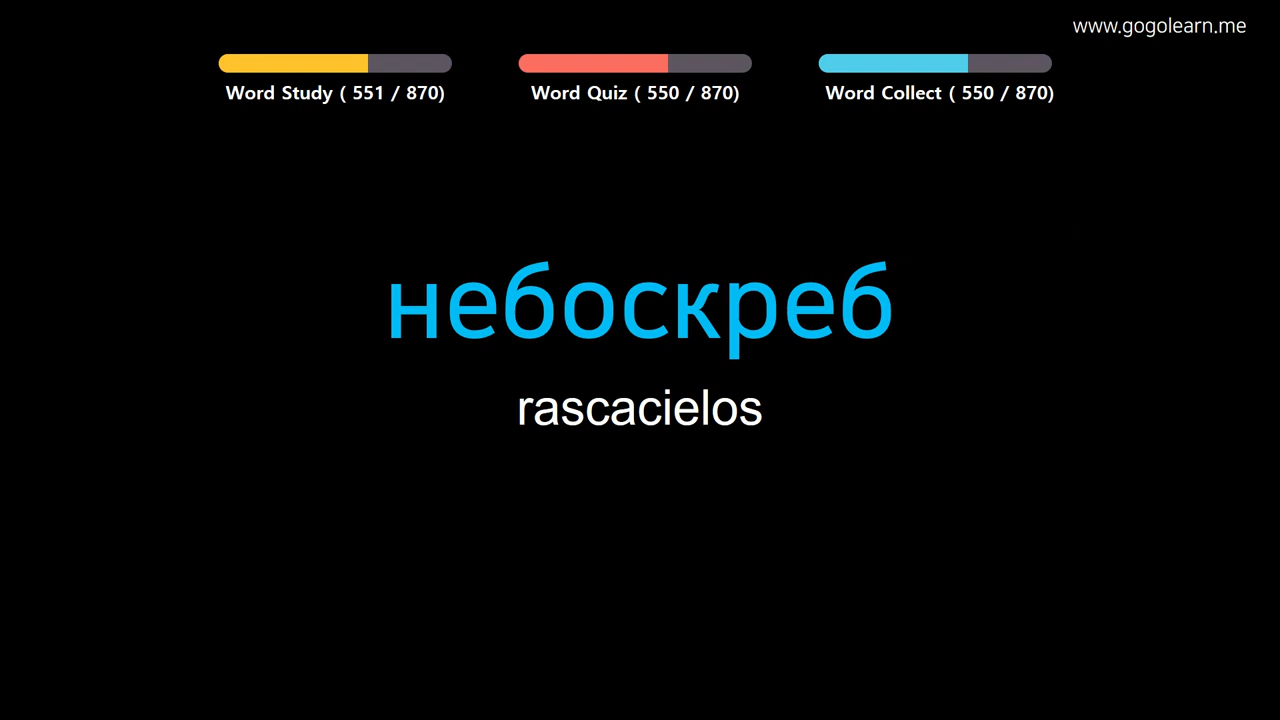 www.gogolearn.me
Word Study ( 551 / 870)
Word Quiz ( 550 / 870)
Word Collect ( 550 / 870)
небоскреб
rascacielos